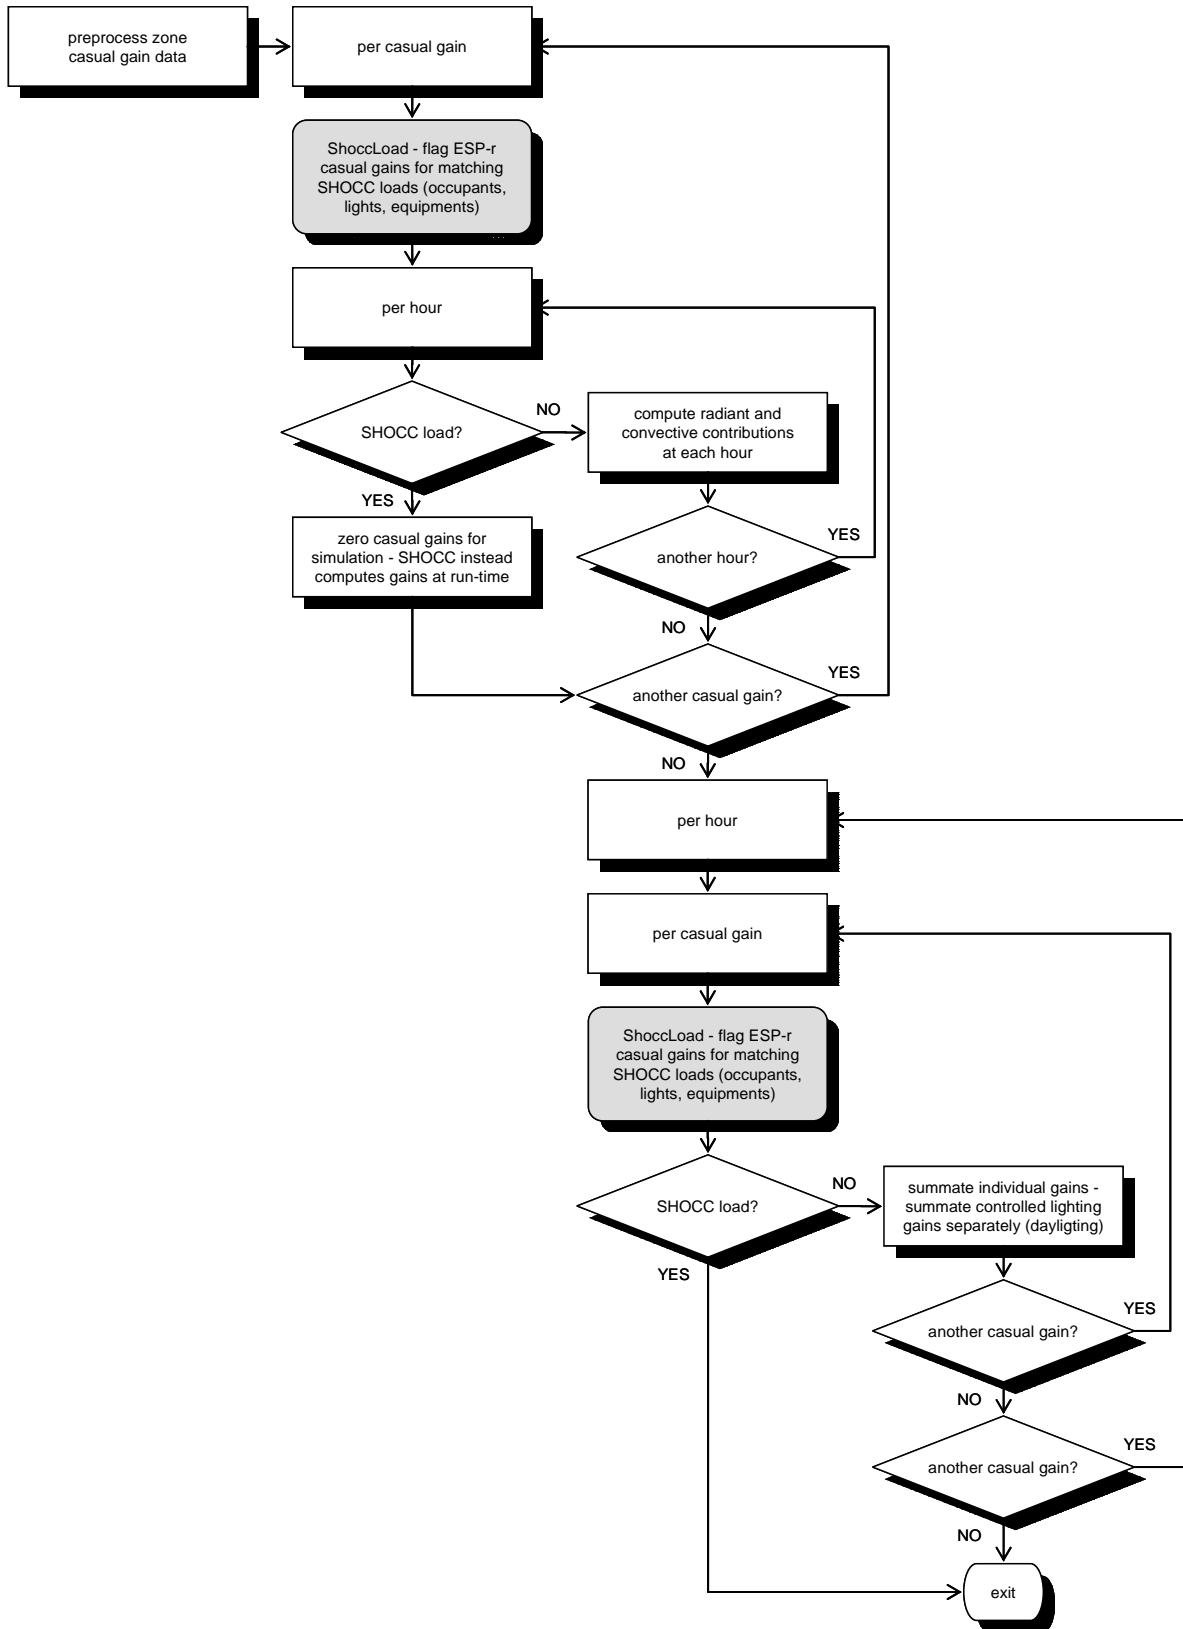 preprocess zone
casual gain data
per casual gain
ShoccLoad - flag ESP-r
casual gains for matching
SHOCC loads (occupants,
lights, equipments)
per hour
SHOCC load?
NO
compute radiant and
convective contributions
at each hour
YES
zero casual gains for
simulation - SHOCC instead
computes gains at run-time
another hour?
YES
NO
another casual gain?
YES
NO
per hour
per casual gain
ShoccLoad - flag ESP-r
casual gains for matching
SHOCC loads (occupants,
lights, equipments)
SHOCC load?
NO
summate individual gains -
summate controlled lighting
gains separately (dayligting)
YES
another casual gain?
YES
NO
another casual gain?
YES
NO
exit